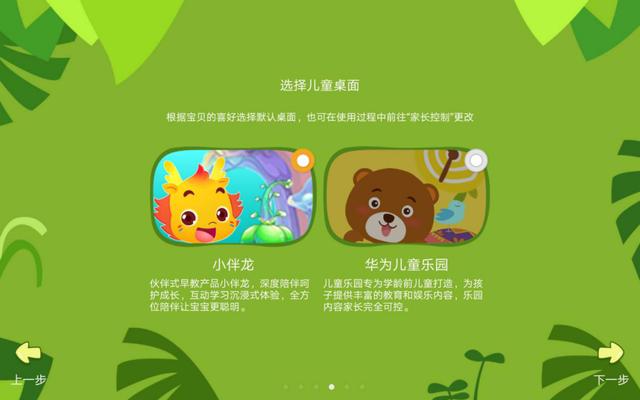 选择儿童桌面
根据宝贝的喜好选择默认桌面，也可在使用过程中前往“家长控制”更改
小伴龙
伙伴式早教产品小伴龙，深度陪伴呵
护成长，互动学习沉浸式体验，全方
位陪伴让宝宝更聪明。
华为儿童乐园
儿童乐园专为学龄前儿童打造，为孩
子提供丰富的教育和娱乐内容，乐园
内容家长完全可控。
上一步
下一步